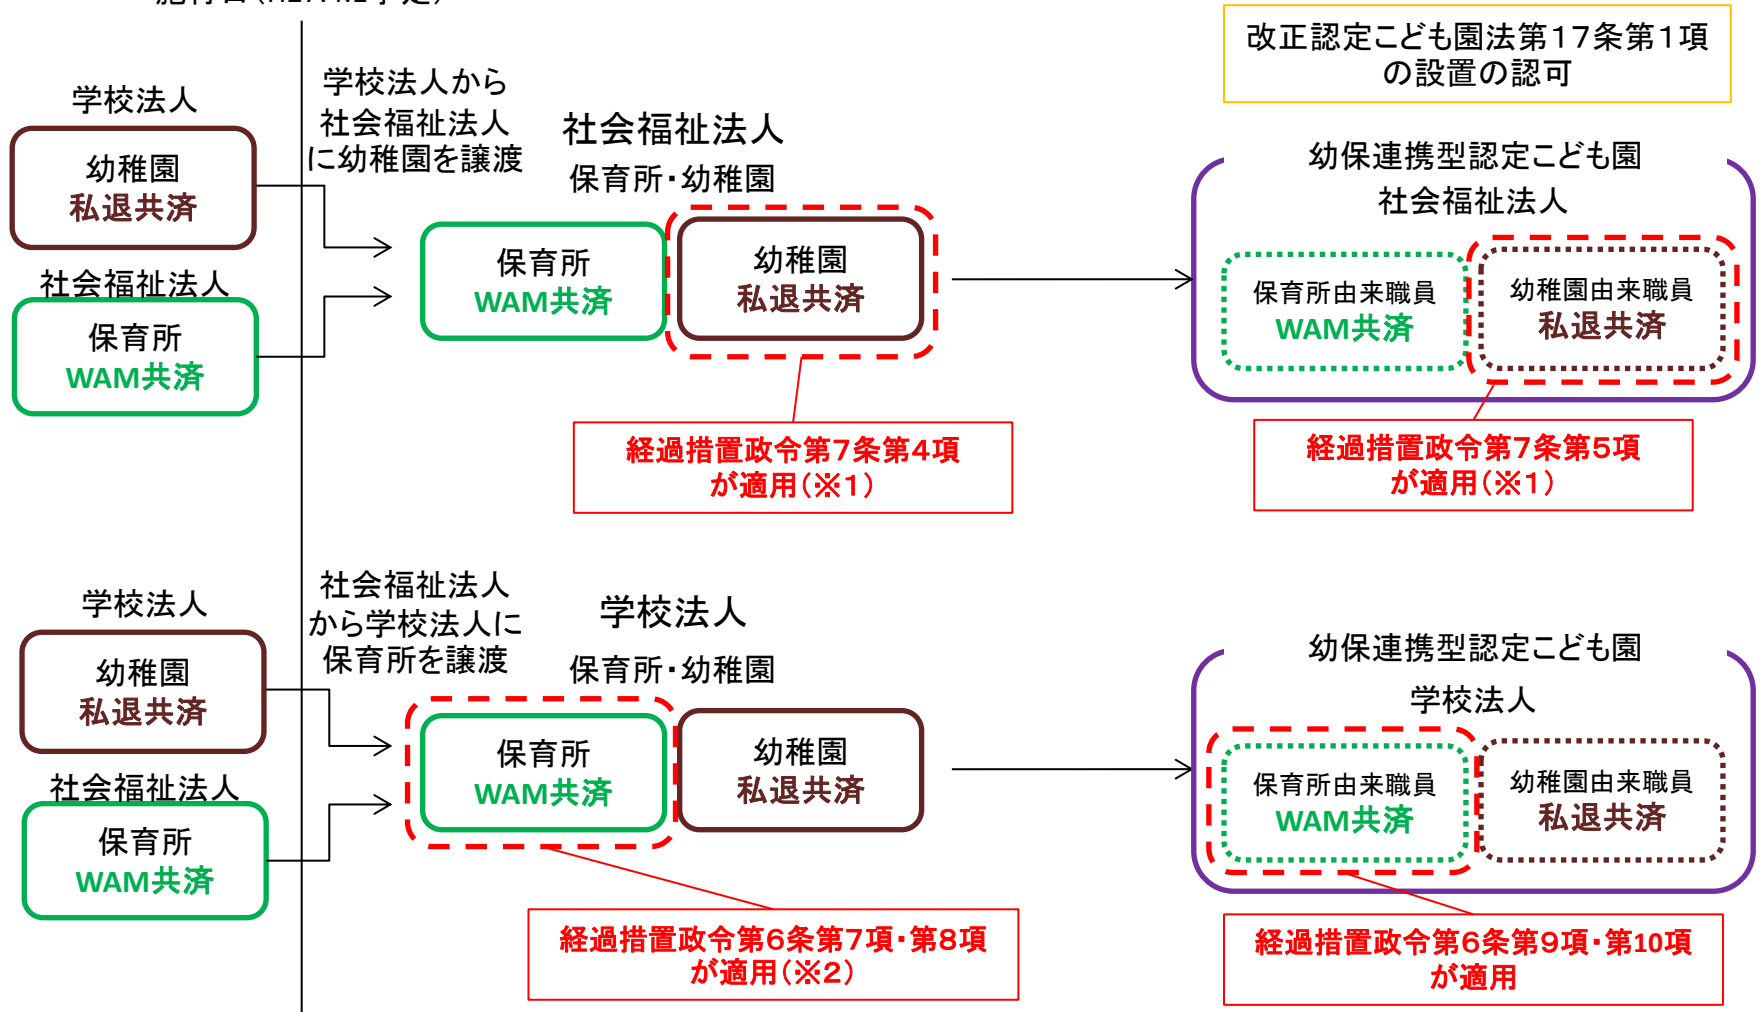 改正認定こども園法第17条第1項
の設置の認可
学校法人
幼稚園
私退共済
社会福祉法人
保育所
WAM共済
学校法人から
社会福祉法人
に幼稚園を譲渡
社会福祉法人
保育所・幼稚園
保育所
WAM共済
幼稚園
私退共済
経過措置政令第7条第4項
が適用(※1)
幼保連携型認定こども園
社会福祉法人
保育所由来職員
WAM共済
幼稚園由来職員
私退共済
経過措置政令第7条第5項
が適用(※1)
学校法人
幼稚園
私退共済
社会福祉法人
保育所
WAM共済
社会福祉法人
から学校法人に
保育所を譲渡
学校法人
保育所・幼稚園
保育所
WAM共済
幼稚園
私退共済
経過措置政令第6条第7項・第8項
が適用(※2)
幼保連携型認定こども園
学校法人
保育所由来職員
WAM共済
幼稚園由来職員
私退共済
経過措置政令第6条第9項・第10項
が適用